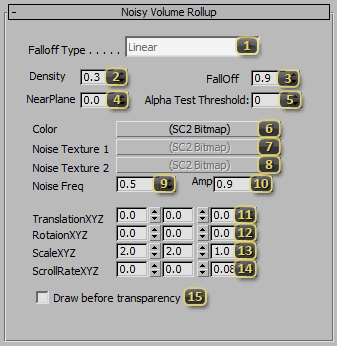 - Noisy Volume Rollup
Falloff Type . . . . . Linear 1
Density 0.3 2 FallOff 0.9 3
NearPlane 0.0 4 Alpha Test Threshold: 0 5
Color (SC2 Bitmap) 6
Noise Texture 1 (SC2 Bitmap) 7
Noise Texture 2 (SC2 Bitmap) 8
Noise Freq 0.5 9 Amp 0.9 10
TranslationXYZ 0.0 0.0 0.0 11
RotaionXYZ 0.0 0.0 0.0 12
ScaleXYZ 2.0 2.0 1.0 13
ScrollRateXYZ 0.0 0.0 0.08 14
Draw before transparency 15